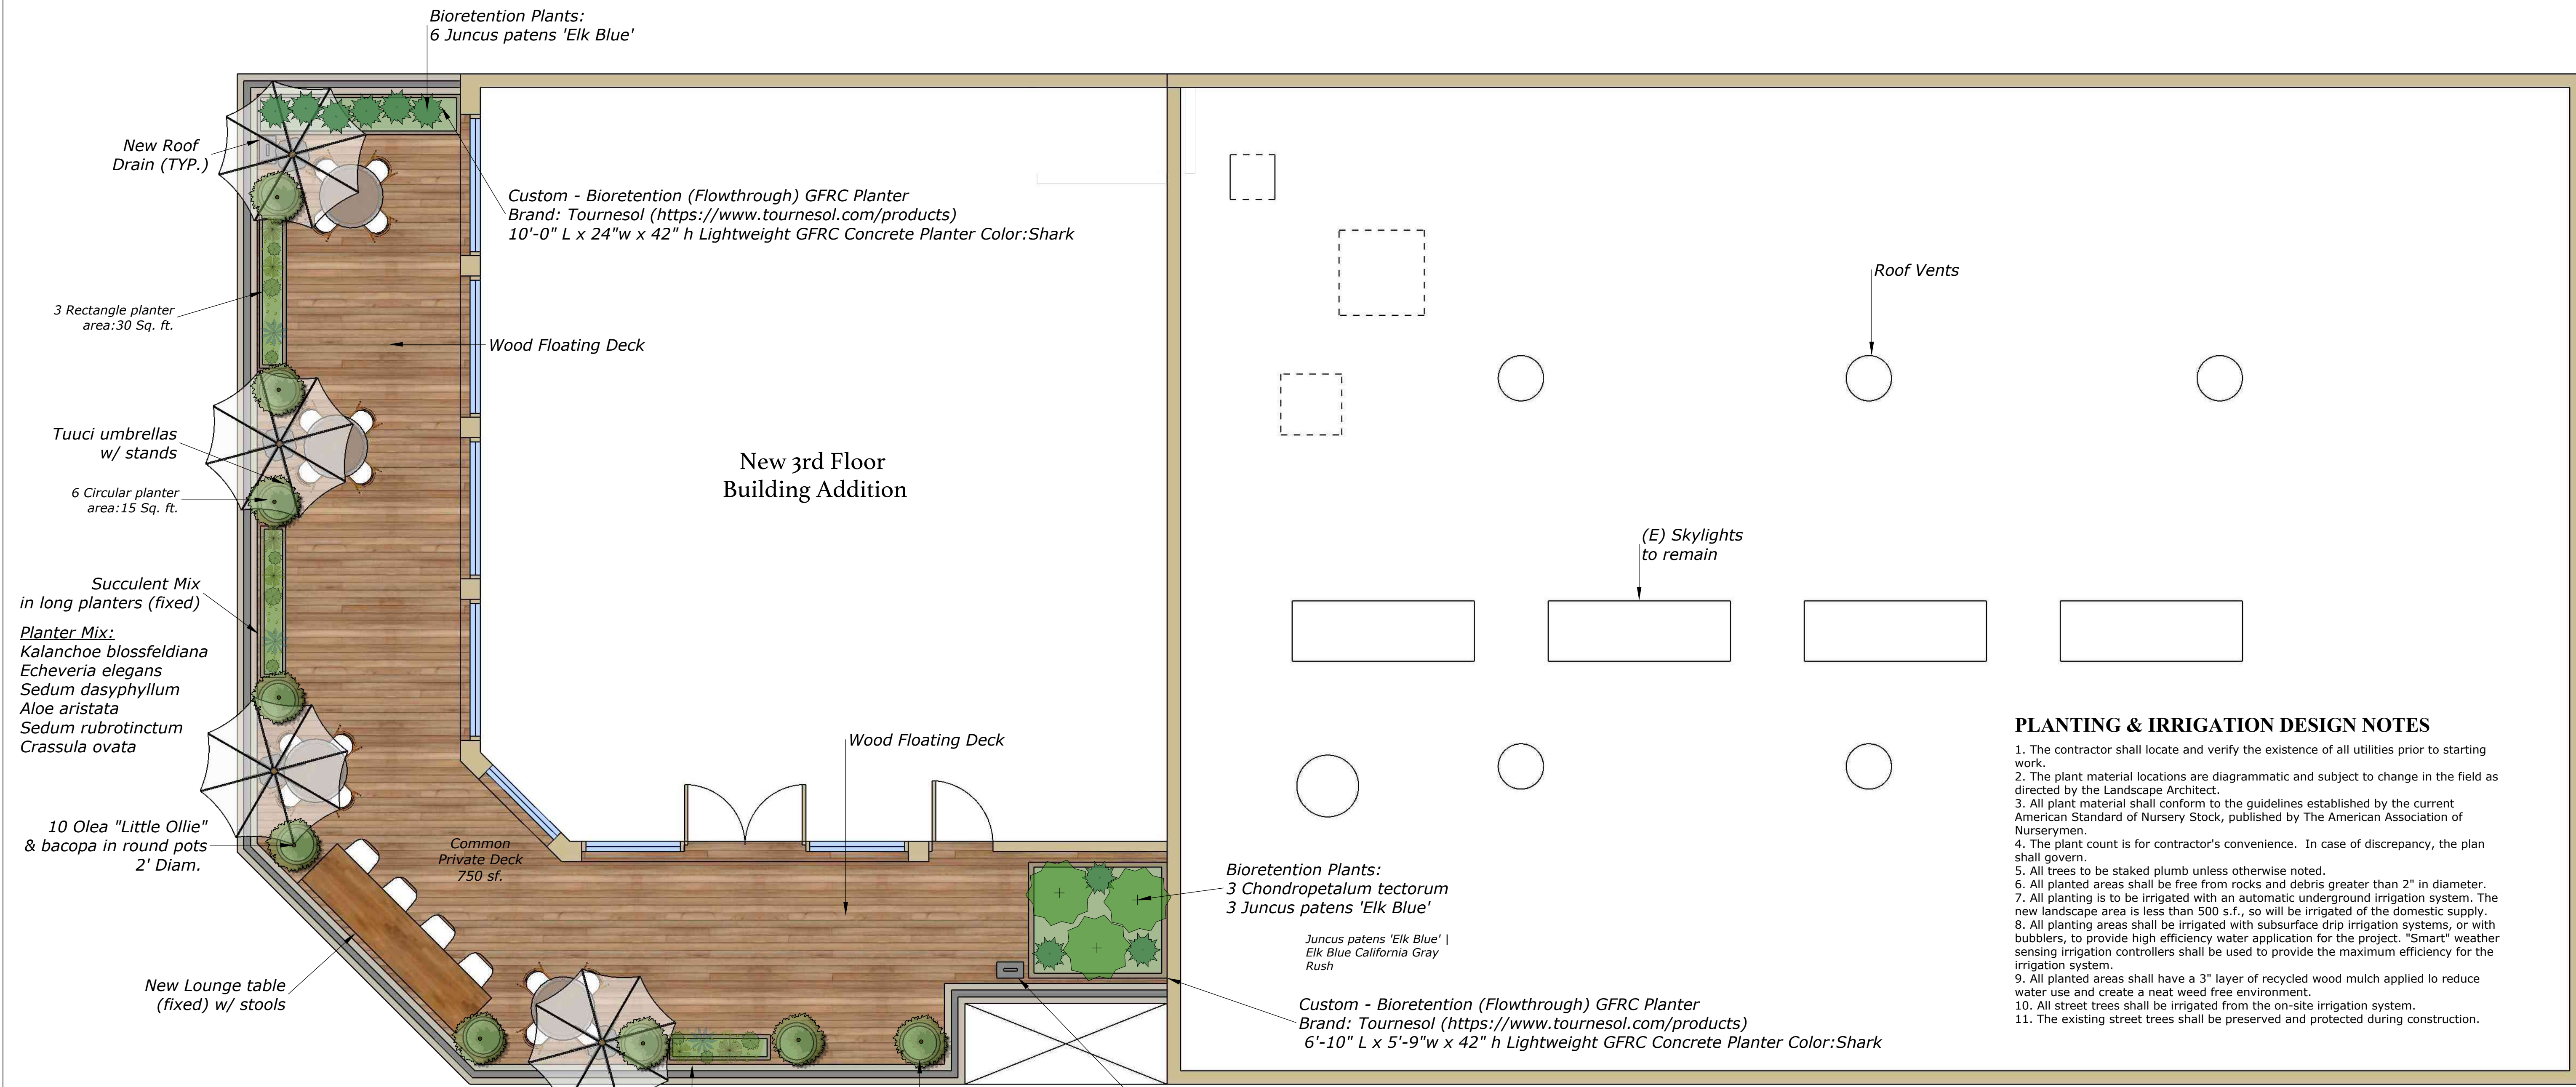 Bioretention Plants:
6 Juncus patens 'Elk Blue'
New Roof
Drain (TYP.)
Custom - Bioretention (Flowthrough) GFRC Planter
Brand: Tournesol (https://www.tournesol.com/products)
10'-0" L x 24"w x 42" h Lightweight GFRC Concrete Planter Color:Shark
Roof Vents
3 Rectangle planter
area:30 Sq. ft.
Wood Floating Deck
Tuuci umbrellas
w/ stands
New 3rd Floor
Building Addition
6 Circular planter
area:15 Sq. ft.
(E) Skylights
to remain
Succulent Mix
in long planters (fixed)
Planter Mix:
Kalanchoe blossfeldiana
Echeveria elegans
Sedum dasyphyllum
Aloe aristata
Sedum rubrotinctum
Crassula ovata
Wood Floating Deck
10 Olea "Little Ollie"
& bacopa in round pots
2' Diam.
Common
Private Deck
750 sf.
Bioretention Plants:
3 Chondropetalum tectorum
3 Juncus patens 'Elk Blue'
Juncus patens 'Elk Blue' |
Elk Blue California Gray
Rush
New Lounge table
(fixed) w/ stools
Custom - Bioretention (Flowthrough) GFRC Planter
Brand: Tournesol (https://www.tournesol.com/products)
6'-10" L x 5'-9"w x 42" h Lightweight GFRC Concrete Planter Color:Shark
PLANTING & IRRIGATION DESIGN NOTES
1. The contractor shall locate and verify the existence of all utilities prior to starting
work.
2. The plant material locations are diagrammatic and subject to change in the field as
directed by the Landscape Architect.
3. All plant material shall conform to the guidelines established by the current
American Standard of Nursery Stock, published by The American Association of
Nurserymen.
4. The plant count is for contractor's convenience.  In case of discrepancy, the plan
shall govern.
5. All trees to be staked plumb unless otherwise noted.
6. All planted areas shall be free from rocks and debris greater than 2" in diameter.
7. All planting is to be irrigated with an automatic underground irrigation system. The
new landscape area is less than 500 s.f., so will be irrigated of the domestic supply.
8. All planting areas shall be irrigated with subsurface drip irrigation systems, or with
bubblers, to provide high efficiency water application for the project. "Smart" weather
sensing irrigation controllers shall be used to provide the maximum efficiency for the
irrigation system.
9. All planted areas shall have a 3" layer of recycled wood mulch applied lo reduce
water use and create a neat weed free environment.
10. All street trees shall be irrigated from the on-site irrigation system.
11. The existing street trees shall be preserved and protected during construction.